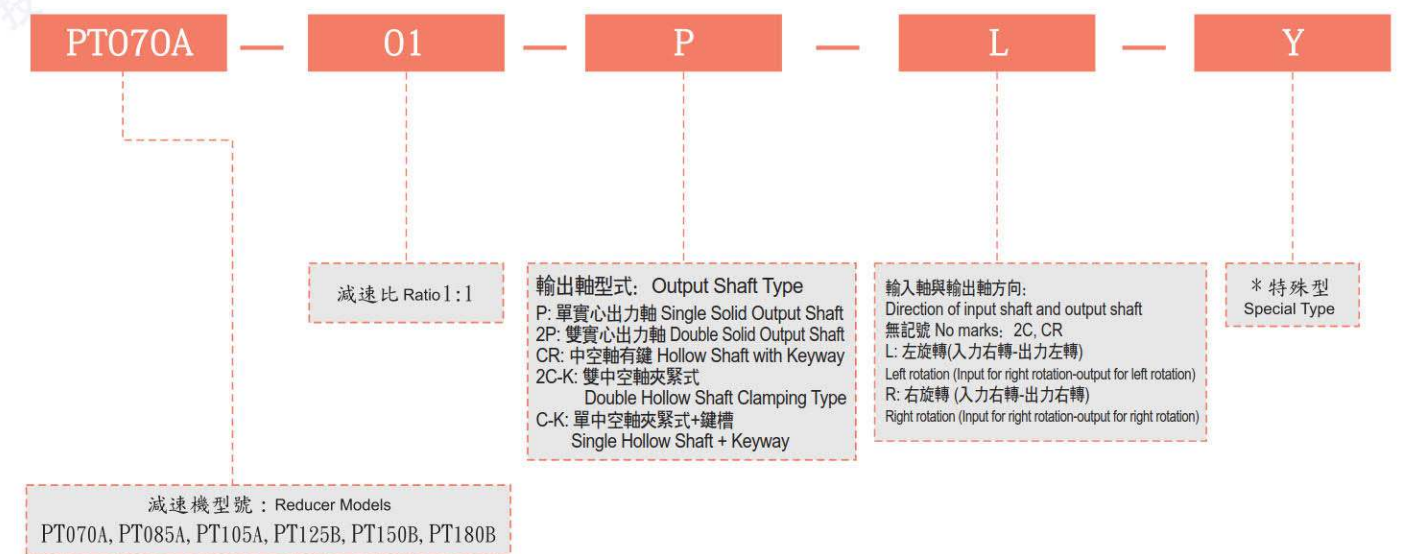 PT070A — 01 — P — L — Y
減速比 Ratio 1:1
輸出軸型式: Output Shaft Type
P: 單實心出力軸 Single Solid Output Shaft
2P: 雙實心出力軸 Double Solid Output Shaft
CR: 中空軸有鍵 Hollow Shaft with Keyway
2C-K: 雙中空軸夾緊式
Double Hollow Shaft Clamping Type
C-K: 單中空軸夾緊式+鍵槽
Single Hollow Shaft + Keyway
輸入軸與輸出軸方向:
Direction of input shaft and output shaft
無記號 No marks: 2C, CR
L: 左旋轉(入力右轉-出力左轉)
Left rotation (Input for right rotation-output for left rotation)
R: 右旋轉 (入力右轉-出力右轉)
Right rotation (Input for right rotation-output for right rotation)
*特殊型
Special Type
減速機型號：Reducer Models
PT070A, PT085A, PT105A, PT125B, PT150B, PT180B